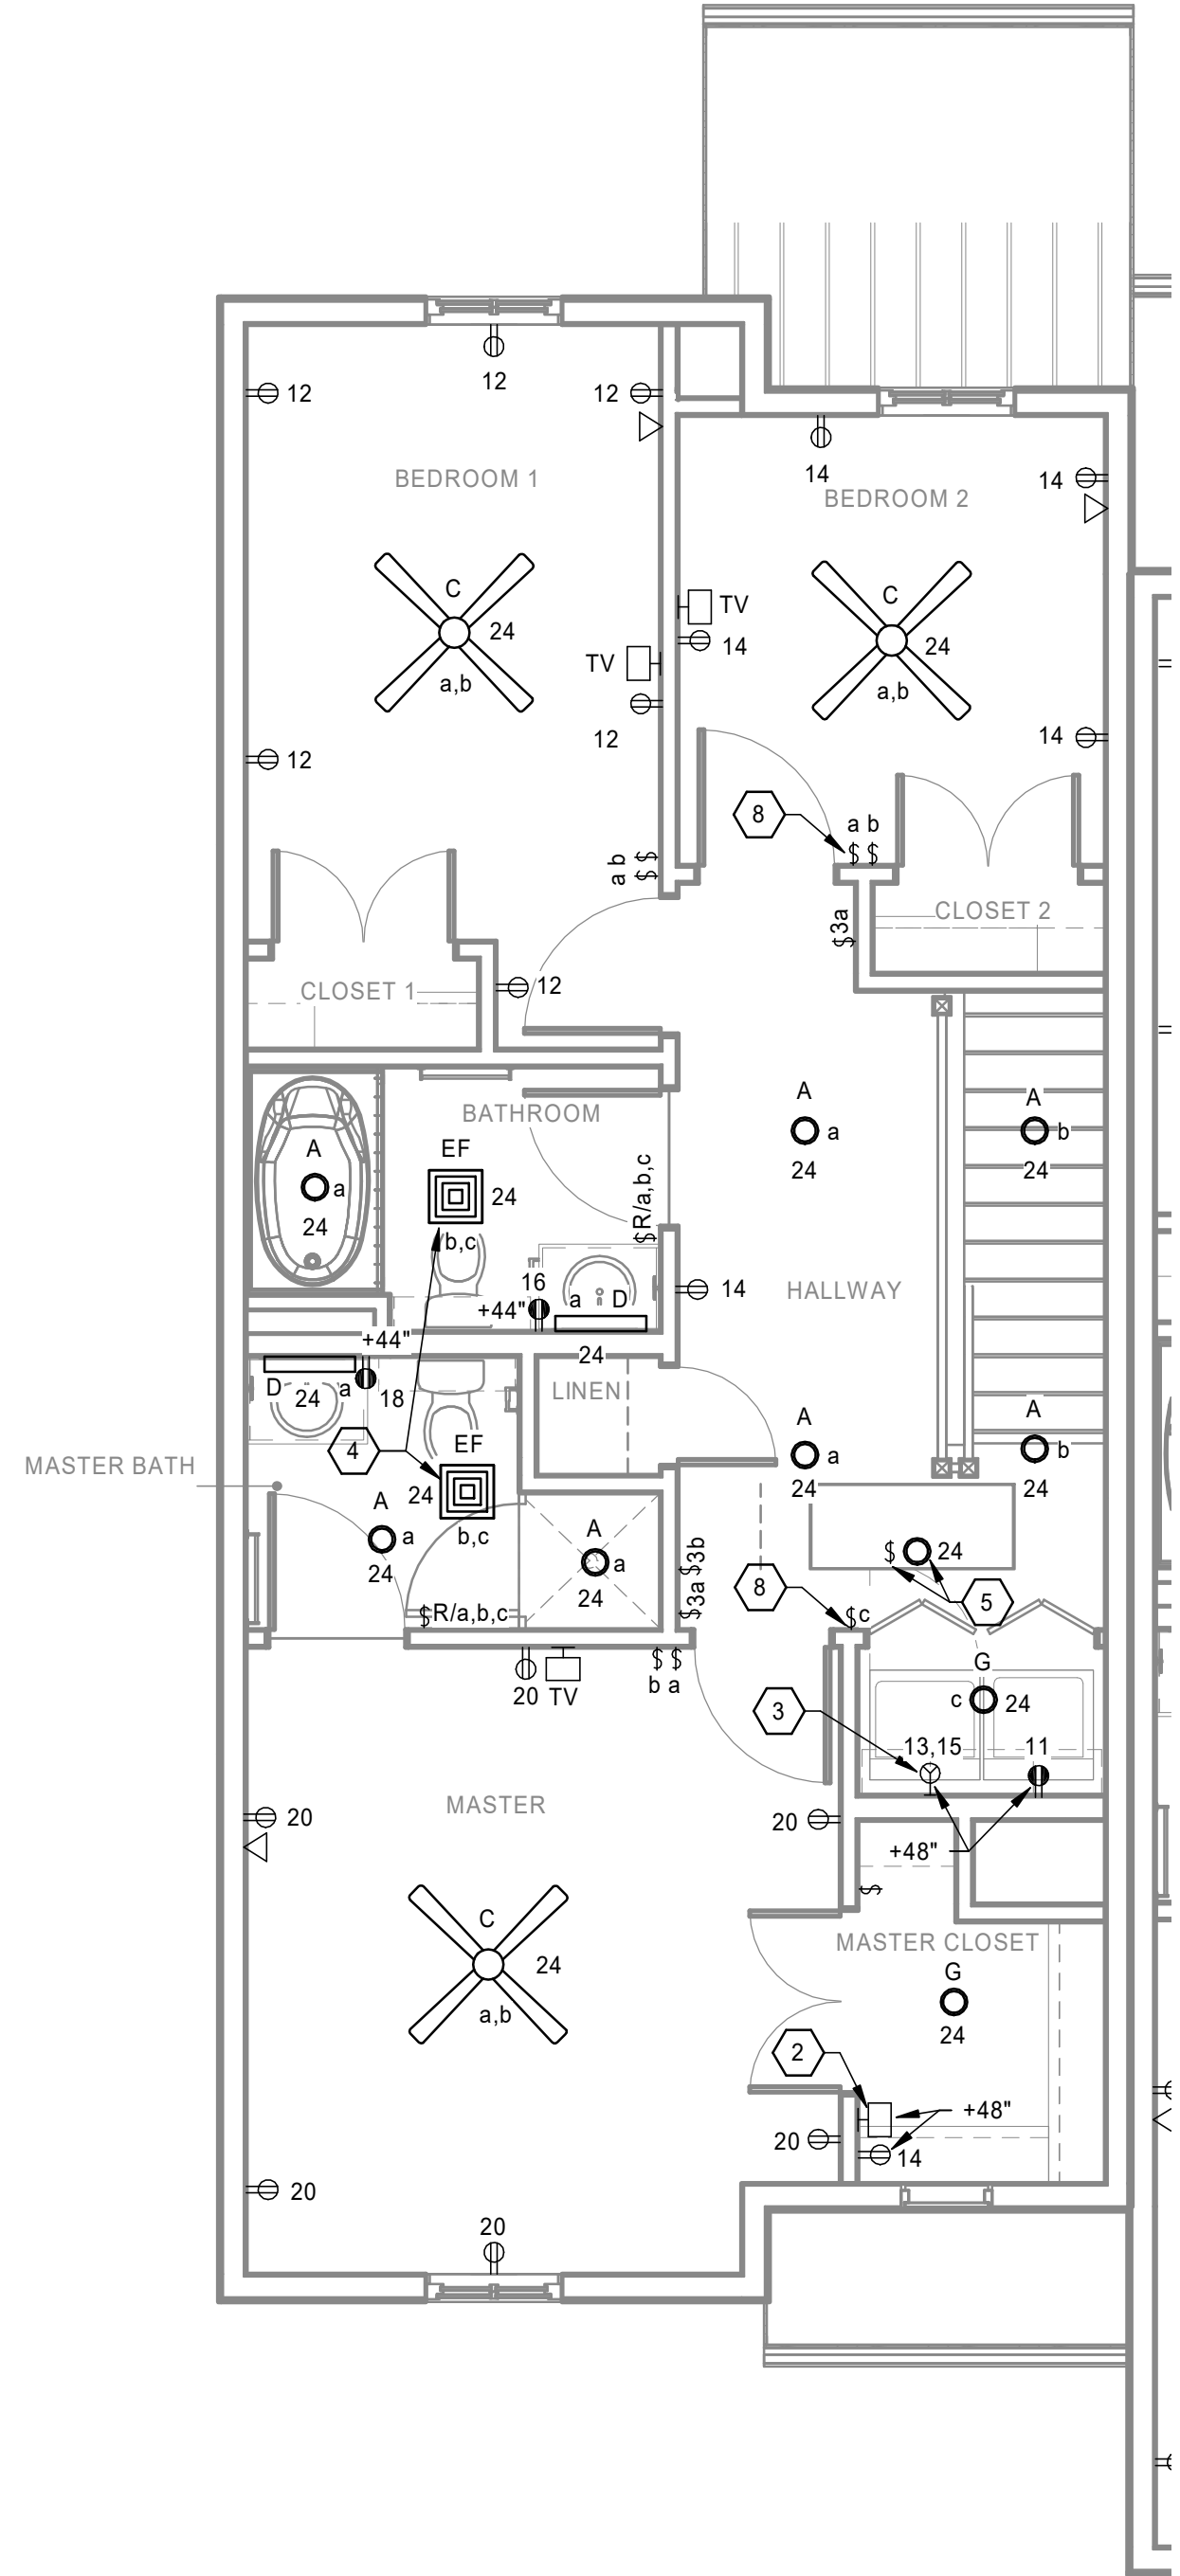 12
12
12
12
BEDROOM 1
14
14
BEDROOM 2
C
24
a,b
C
24
a,b
TV
14
TV
12
12
14
8
a b
$ $
a b
$ $
$3a
CLOSET 2
CLOSET 1
12
BATHROOM
A
a
24
A
b
24
A
a
24
EF
24
b,c
$R/a,b,c
16
+44"
a D
14
HALLWAY
+44"
24
D
24
a
18
LINEN
4
EF
24
b,c
MASTER BATH
A
a
24
A
a
24
A
a
24
A
b
24
$
24
5
$3a $3b
8
$c
$R/a,b,c
$ $
b a
20 TV
G
c
24
3
13,15
11
+48"
MASTER
20
20
$
C
24
a,b
MASTER CLOSET
G
24
2
+48"
14
20
20
20